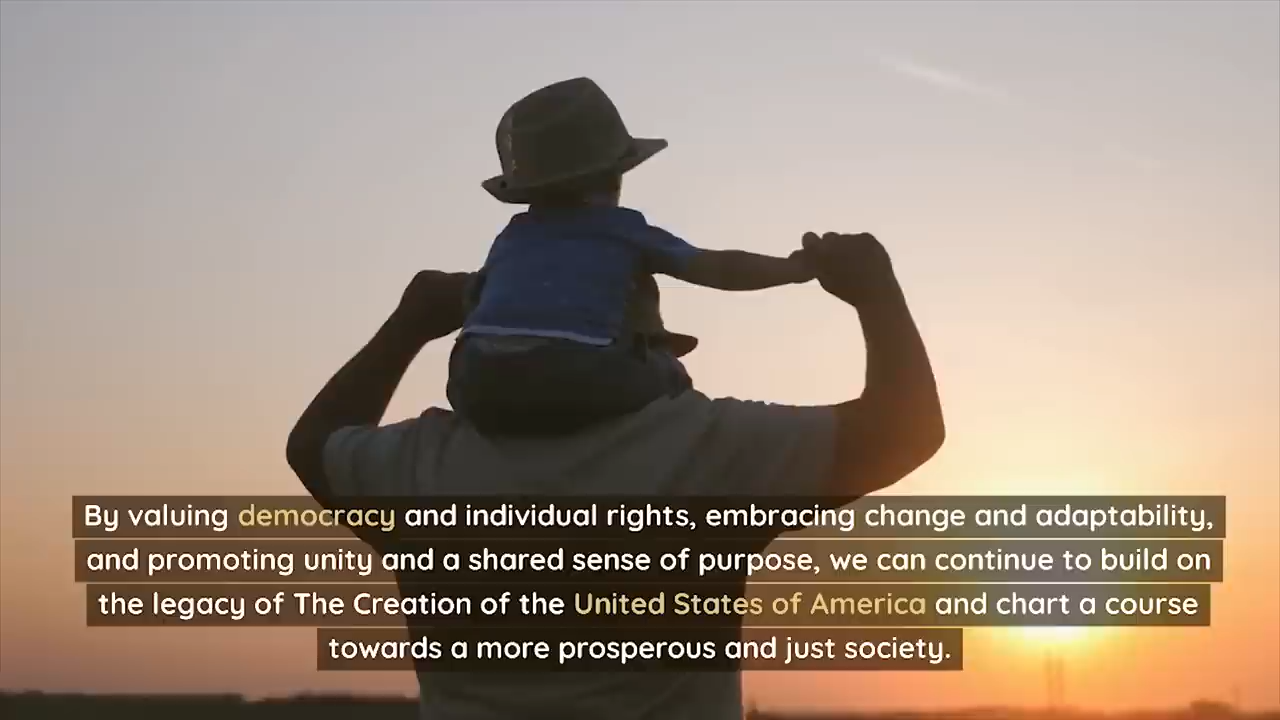 By valuing democracy and individual rights, embracing change and adaptability,
and promoting unity and a shared sense of purpose, we can continue to build on
the legacy of The Creation of the United States of America and chart a course
towards a more prosperous and just society.